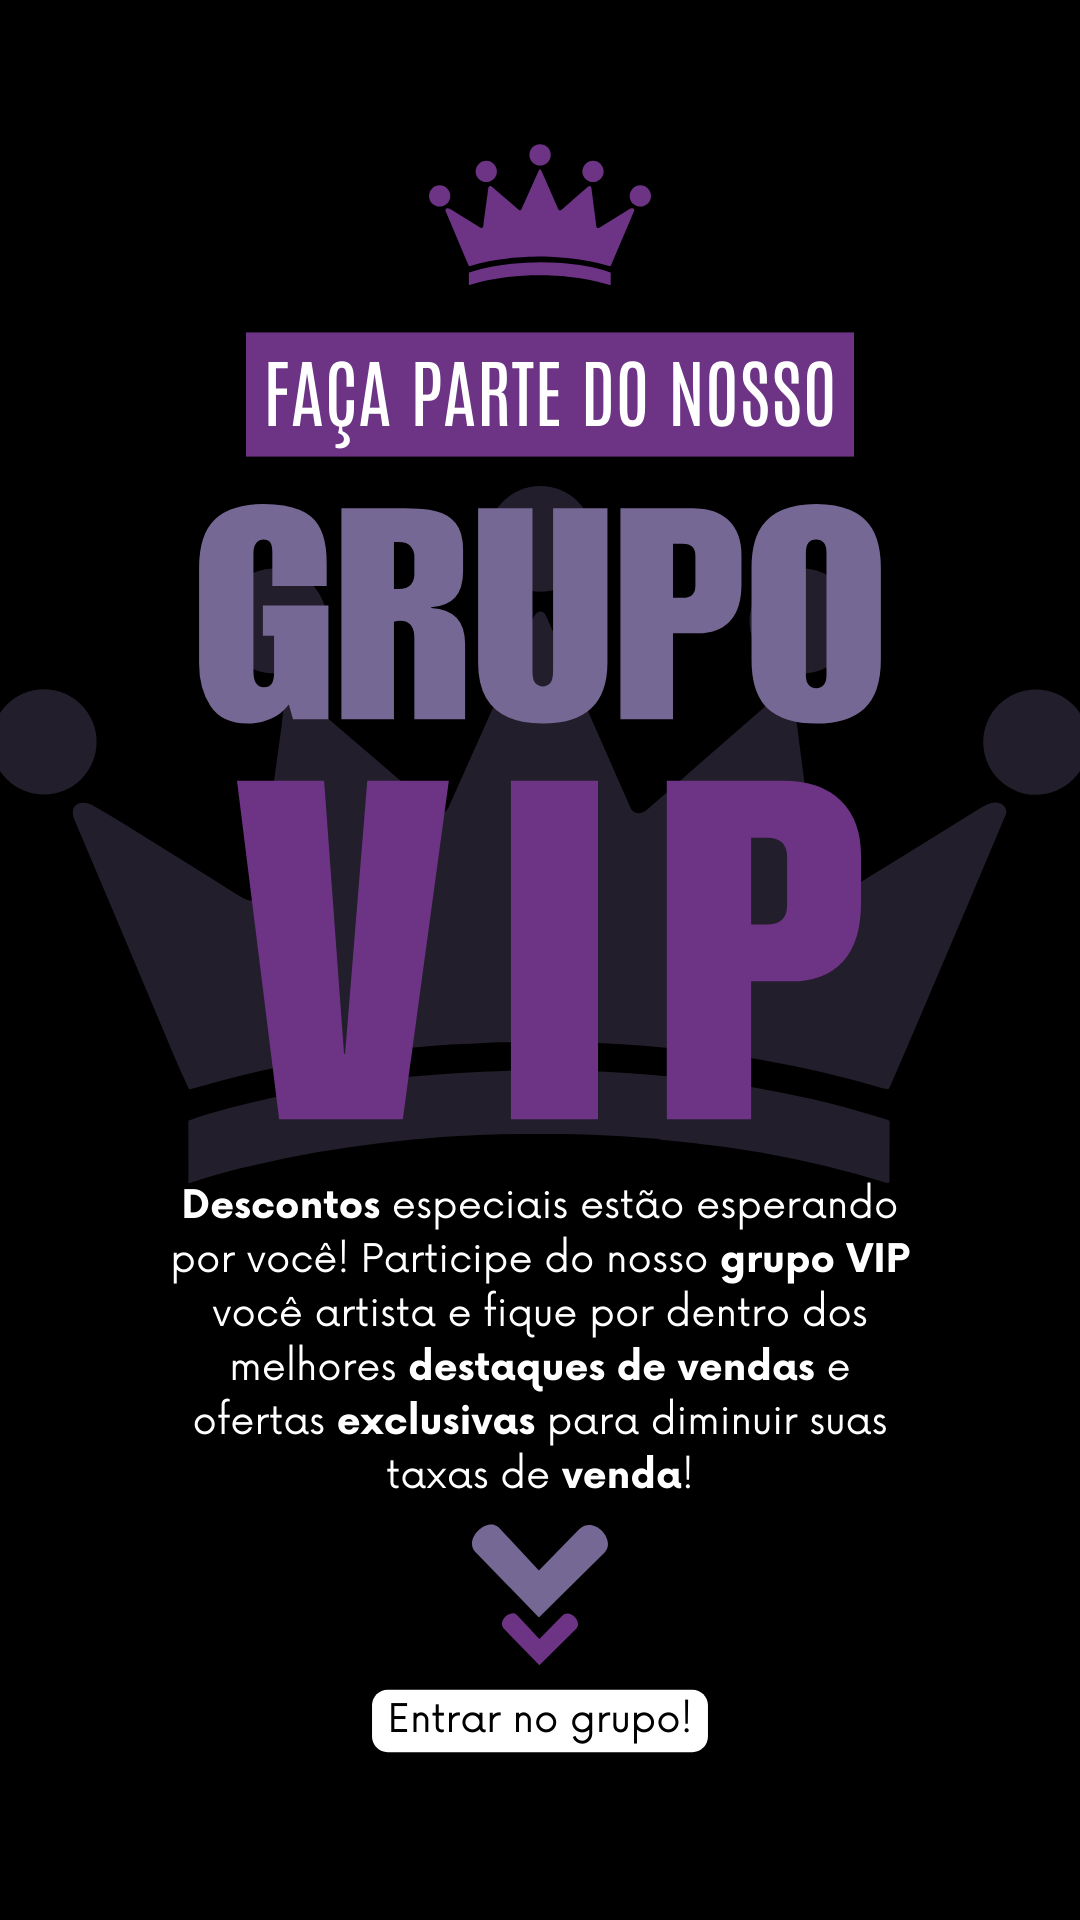 FAÇA PARTE DO NOSSO
GRUPO
VIP
Descontos especiais estão esperando
por você! Participe do nosso grupo VIP
você artista e fique por dentro dos
melhores destaques de vendas e
ofertas exclusivas para diminuir suas
taxas de venda!
Entrar no grupo!